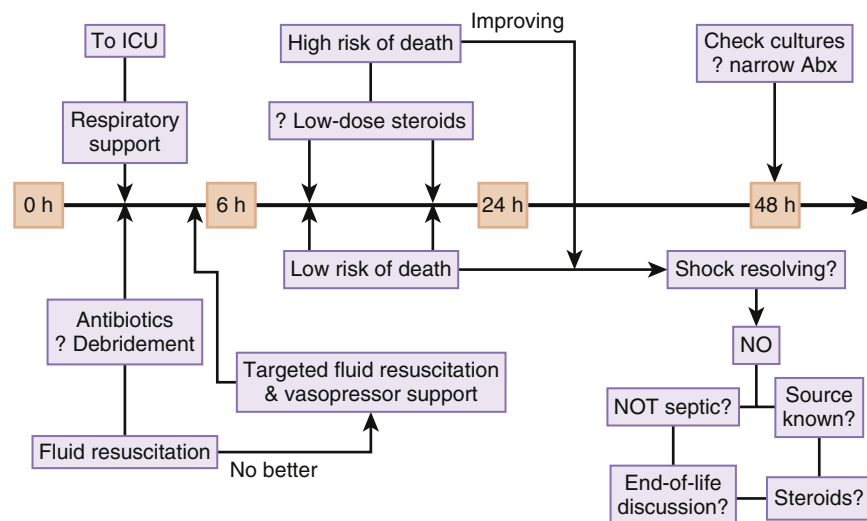 To ICU
High risk of death
Improving
Check cultures
? narrow Abx
Respiratory
support
? Low-dose steroids
0 h
6 h
24 h
48 h
Low risk of death
Shock resolving?
Antibiotics
? Debridement
NO
Targeted fluid resuscitation
& vasopressor support
NOT septic?
Source
known?
Fluid resuscitation
No better
End-of-life
discussion?
Steroids?